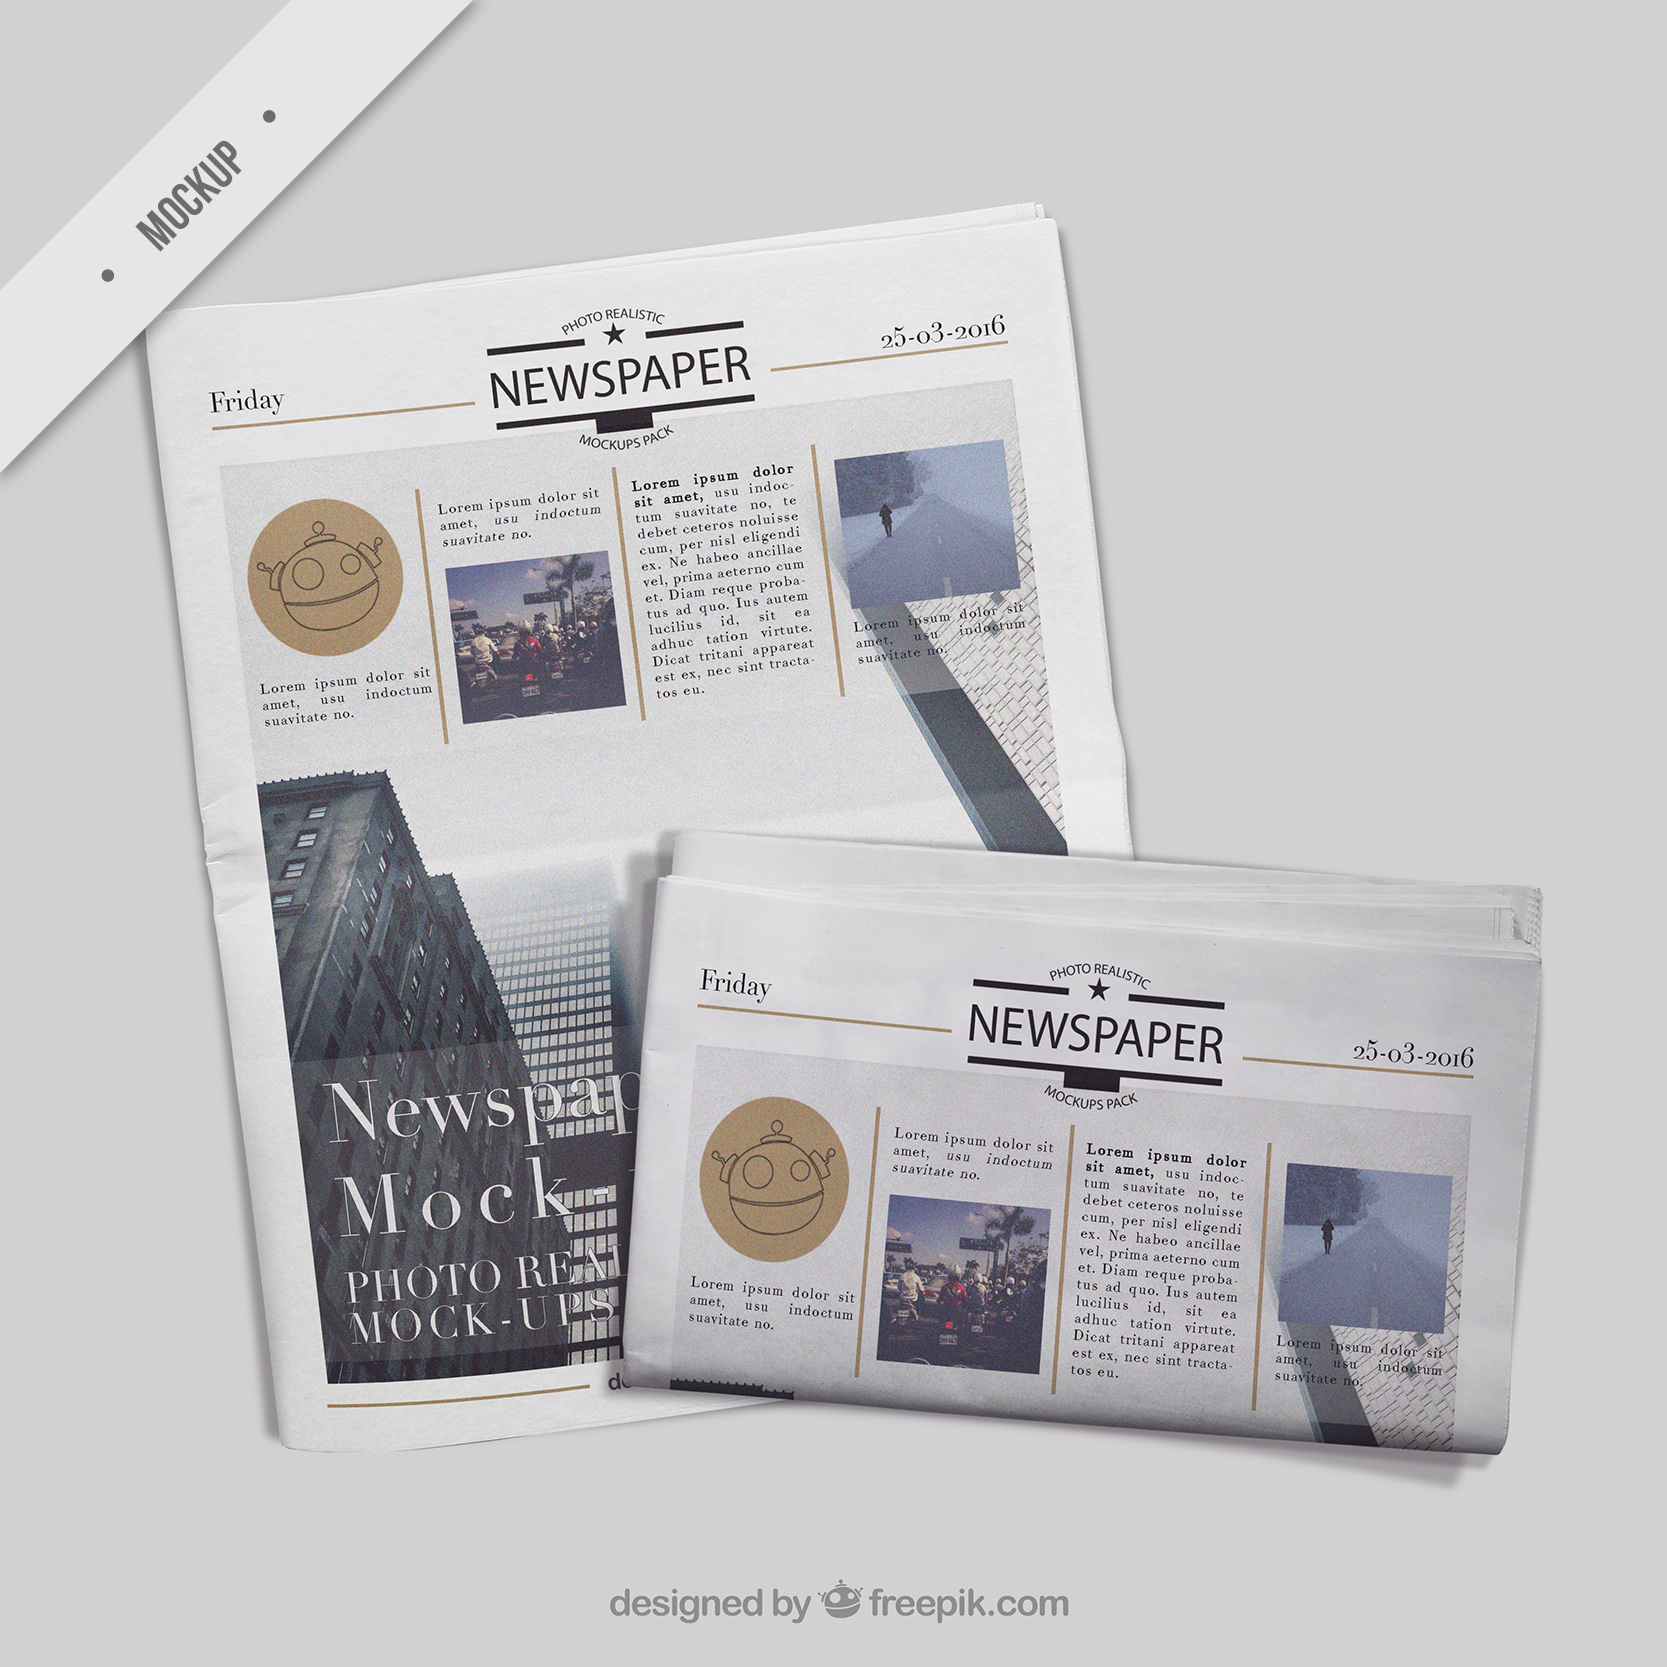 MOCKUP
PHOTO REALISTIC
NEWSPAPER
MOCKUPS PACK
Friday
25-03-2016
Lorem ipsum dolor sit
amet, usu indoctum
suavitate no.
Lorem ipsum dolor sit
amet, usu indoctum
suavitate no.
Lorem ipsum dolor
sit amet, usu indoc-
tum suavitate no, te
debet ceteros noluisse
cum, per nisl eligendi
ex. Ne habeo ancillae
vel, prima aeterno cum
et. Diam reque proba-
tus ad quo. Ius autem
lucilius id, sit ea
adhuc tation virtute.
Dicat tritani appareat
est ex, nec sint tracta-
tos eu.
Lorem ipsum dolor sit
amet, usu indoctum
suavitate no.
Newspap
Mock-
PHOTO REA
MOCK-UPS
Friday
PHOTO REALISTIC
NEWSPAPER
MOCKUPS PACK
25-03-2016
Lorem ipsum dolor sit
amet, usu indoctum
suavitate no.
Lorem ipsum dolor sit
amet, usu indoctum
suavitate no.
Lorem ipsum dolor
sit amet, usu indoc-
tum suavitate no, te
debet ceteros noluisse
cum, per nisl eligendi
ex. Ne habeo ancillae
vel, prima aeterno cum
et. Diam reque proba-
tus ad quo. Ius autem
lucilius id, sit ea
adhuc tation virtute.
Dicat tritani appareat
est ex, nec sint tracta-
tos eu.
Lorem ipsum dolor sit
amet, usu indoctum
suavitate no.
designed by freepik.com